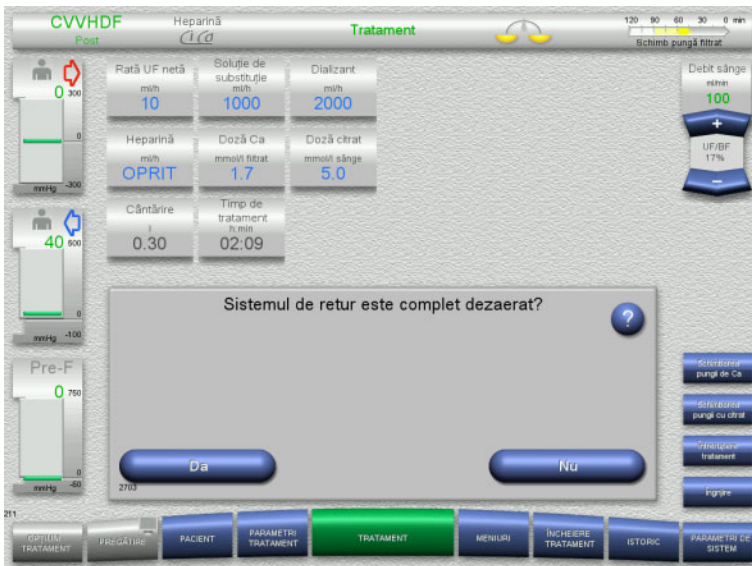 CVVHDF
Post
Heparină
Ci Ca
Tratament
120 90 60 30 0 min
Schimb pungă filtrat
0
300
0
mmHg
-300
40
600
0
mmHg
-100
Pre-F
0
750
0
mmHg
-50
Rată UF netă
ml/h
10
Soluție de
substituție
ml/h
1000
Dializant
ml/h
2000
Heparină
ml/h
OPRIT
Doză Ca
mmol/l filtrat
1.7
Doză citrat
mmol/l sânge
5.0
Cântărire
l
0.30
Timp de
tratament
h:min
02:09
Debit sânge
ml/min
100
+
UF/BF
17%
−
Sistemul de retur este complet dezaerat?
?
Da
Nu
2703
Schimbarea
pungii de Ca
Schimbarea
pungii cu citrat
Întrerupere
tratament
Îngrijire
211
OPȚIUNI
TRATAMENT
PREGĂTIRE
PACIENT
PARAMETRI
TRATAMENT
TRATAMENT
MENIURI
ÎNCHEIERE
TRATAMENT
ISTORIC
PARAMETRI DE
SISTEM